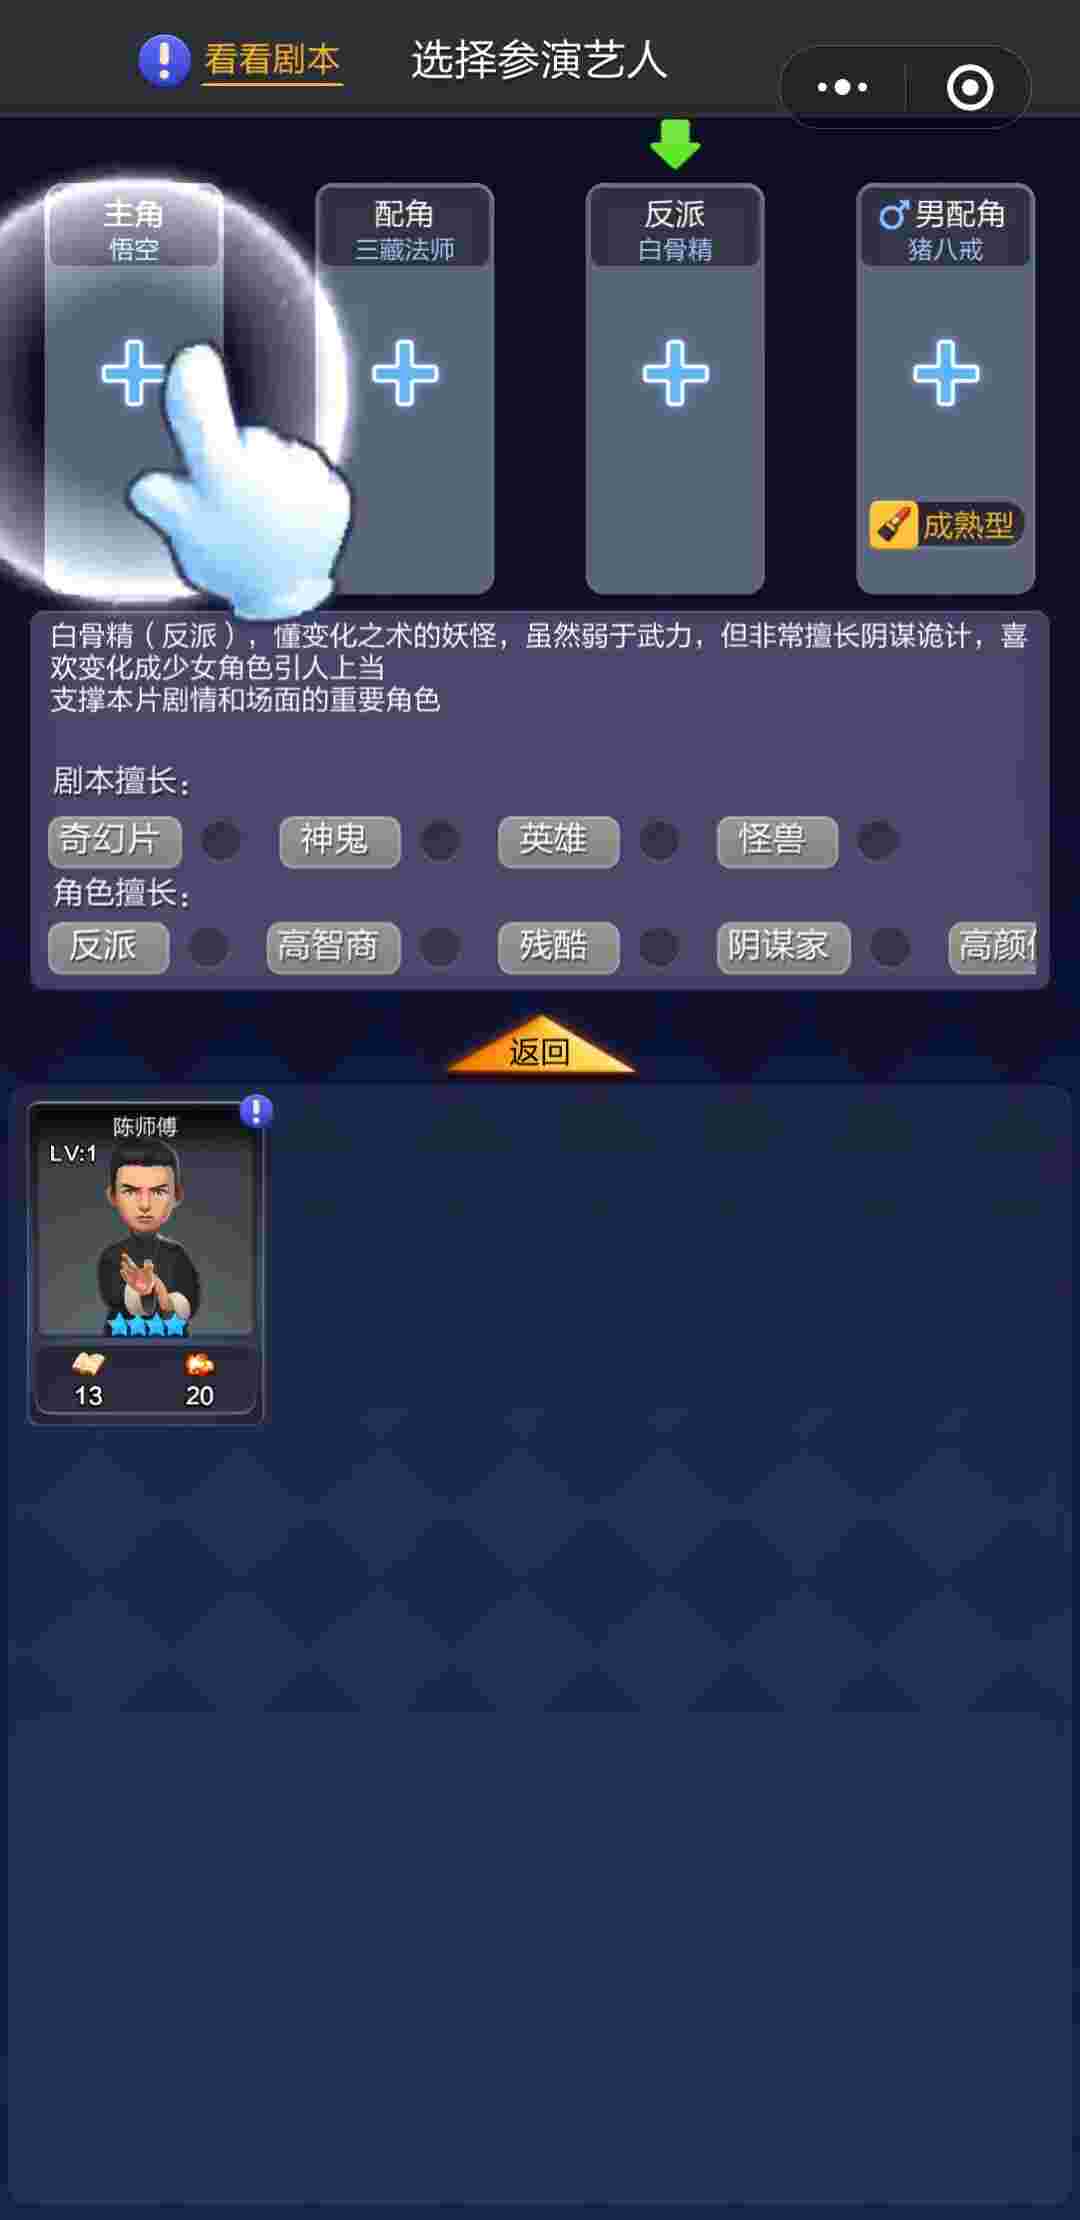 看看剧本
选择参演艺人
主角
悟空
配角
三藏法师
反派
白骨精
男配角
猪八戒
成熟型
白骨精（反派），懂变化之术的妖怪，虽然弱于武力，但非常擅长阴谋诡计，喜
欢变化成少女角色引人上当
支撑本片剧情和场面的重要角色
剧本擅长：
奇幻片 神鬼 英雄 怪兽
角色擅长：
反派 高智商 残酷 阴谋家 高颜
返回
陈师傅
LV:1
13 20